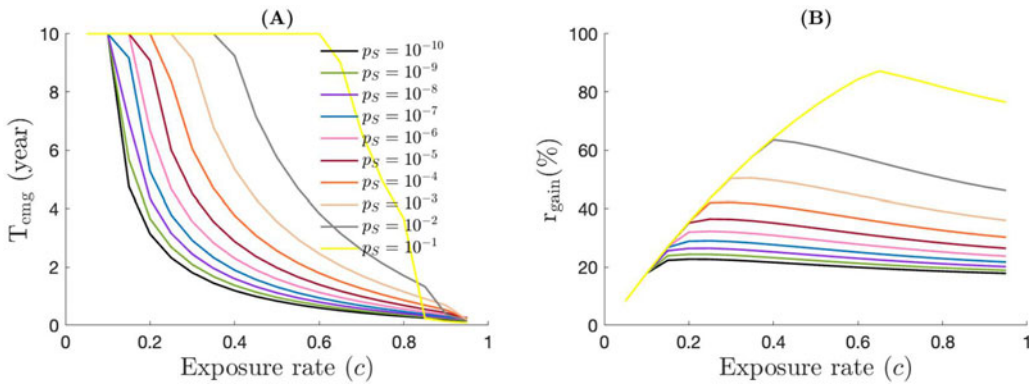 (A)
10
8
6
4
2
0
T_cmg (year)
0 0.2 0.4 0.6 0.8 1
Exposure rate (c)
p_S = 10^-10
p_S = 10^-9
p_S = 10^-8
p_S = 10^-7
p_S = 10^-6
p_S = 10^-5
p_S = 10^-4
p_S = 10^-3
p_S = 10^-2
p_S = 10^-1
(B)
100
80
60
40
20
0
r_gain(%)
0 0.2 0.4 0.6 0.8 1
Exposure rate (c)